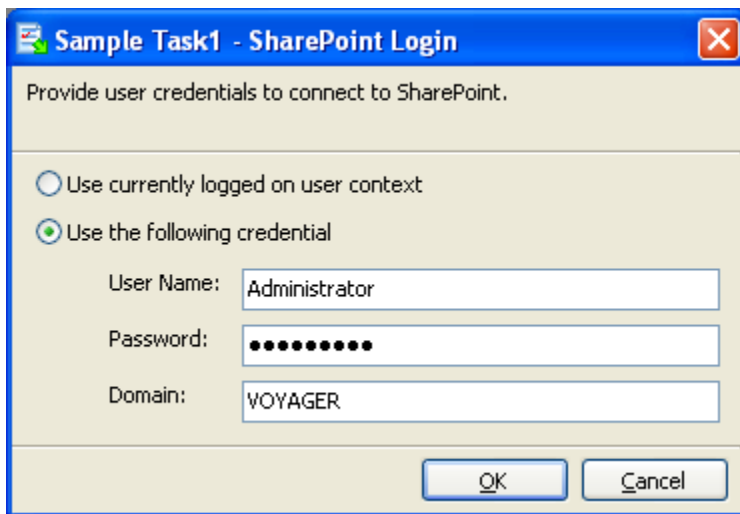 Sample Task1 - SharePoint Login
Provide user credentials to connect to SharePoint.
Use currently logged on user context
Use the following credential
User Name: Administrator
Password: ●●●●●●●●●
Domain: VOYAGER
OK Cancel